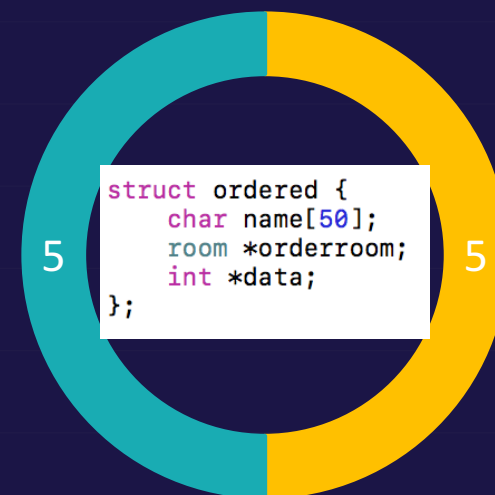 struct ordered {
    char name[50];
    room *orderroom;
    int *data;
};
5
5